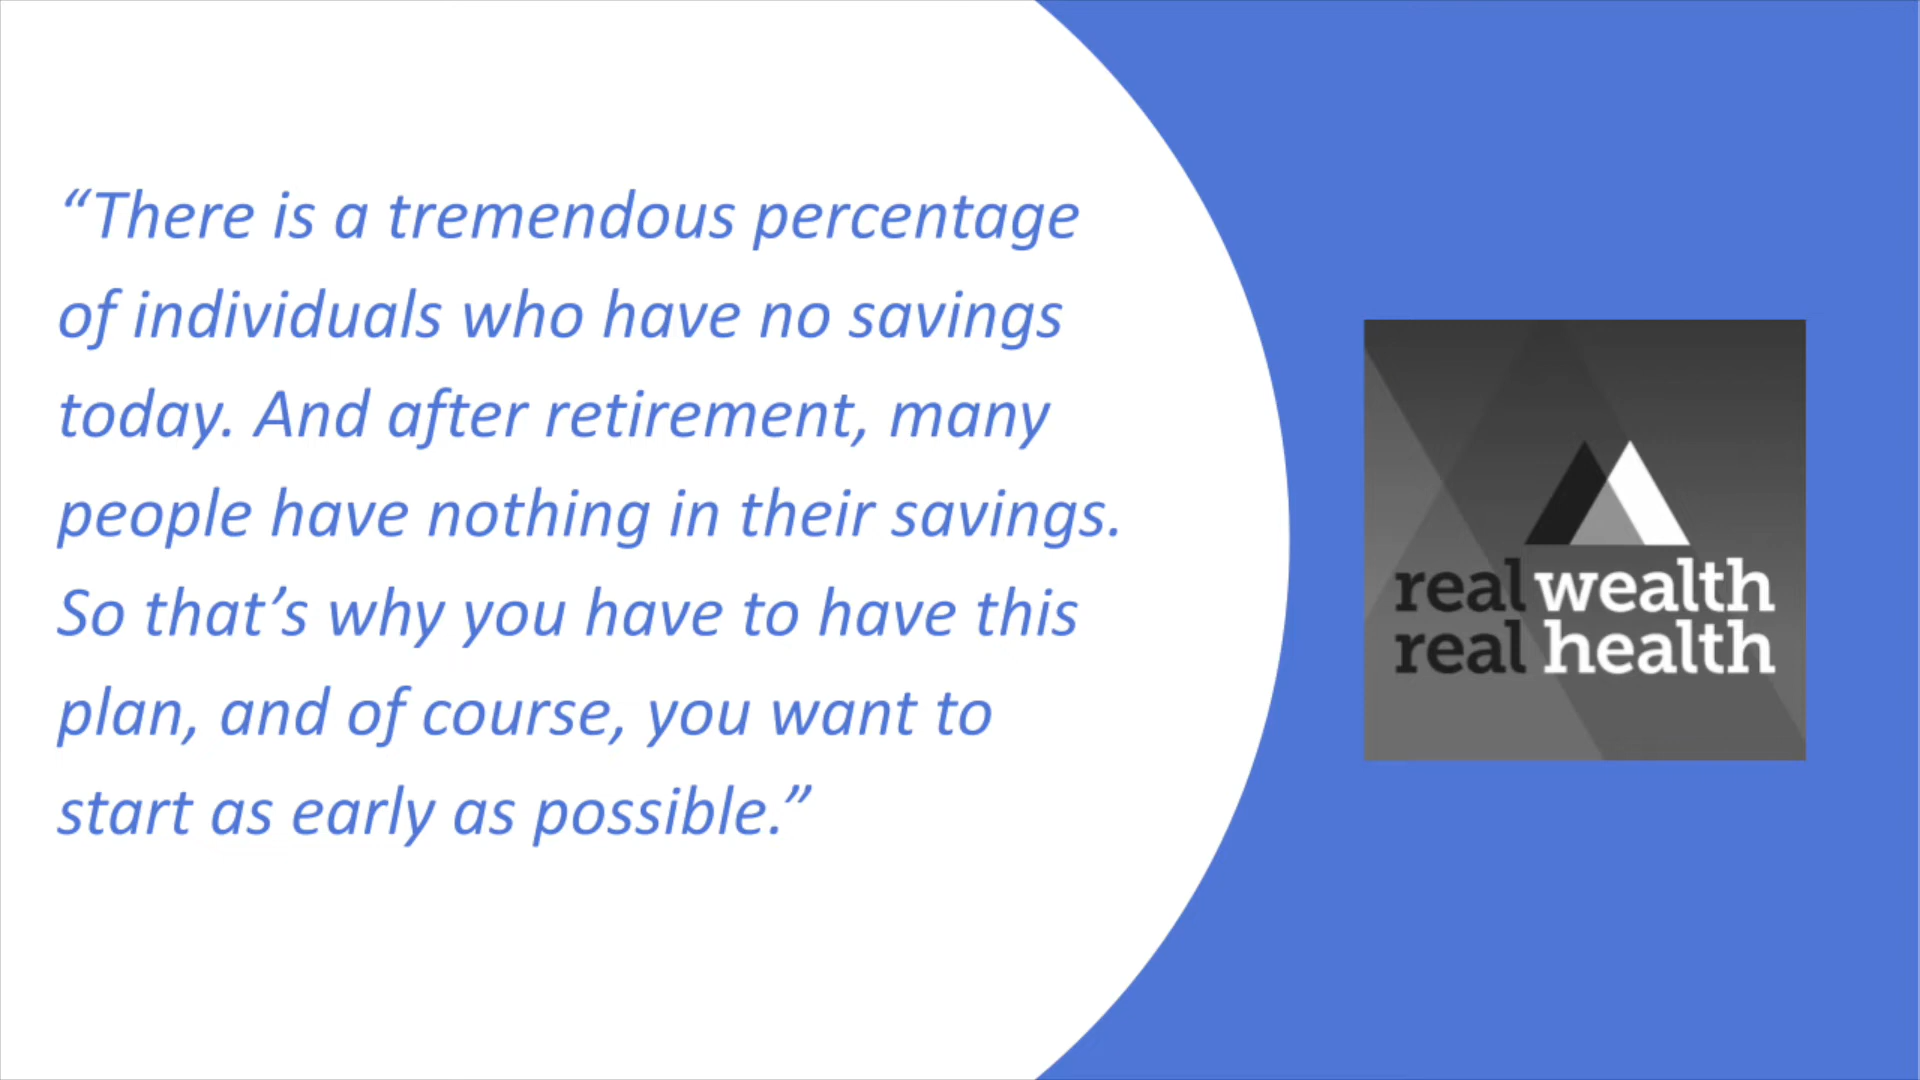 “There is a tremendous percentage
of individuals who have no savings
today. And after retirement, many
people have nothing in their savings.
So that’s why you have to have this
plan, and of course, you want to
start as early as possible.”
real wealth
real health